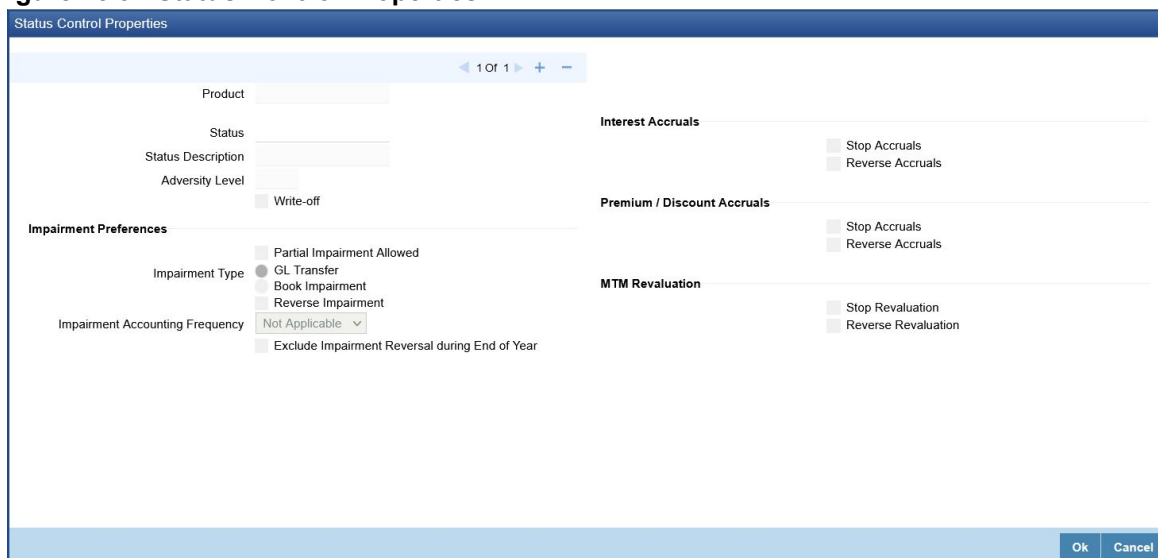 Status Control Properties
1 Of 1
Product
Status
Status Description
Adversity Level
Write-off
Impairment Preferences
Partial Impairment Allowed
Impairment Type
GL Transfer
Book Impairment
Reverse Impairment
Impairment Accounting Frequency
Not Applicable
Exclude Impairment Reversal during End of Year
Interest Accruals
Stop Accruals
Reverse Accruals
Premium / Discount Accruals
Stop Accruals
Reverse Accruals
MTM Revaluation
Stop Revaluation
Reverse Revaluation
Ok
Cancel